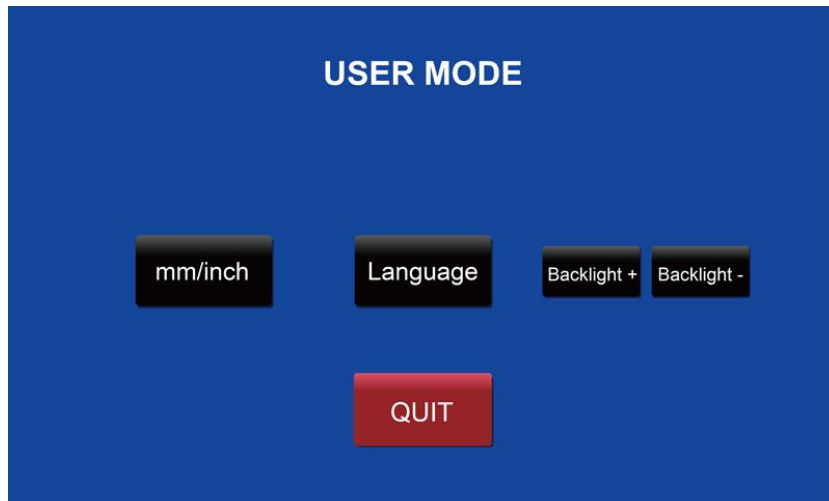 USER MODE
mm/inch
Language
Backlight +
Backlight -
QUIT